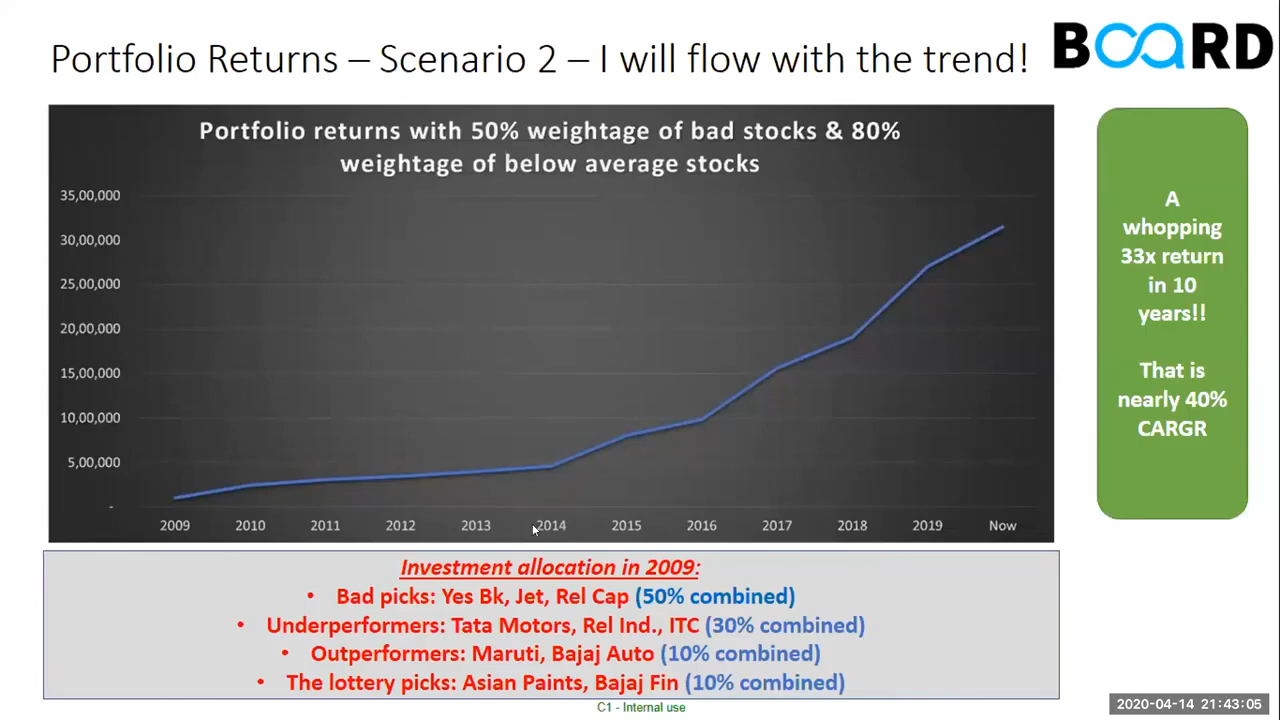 Portfolio Returns – Scenario 2 – I will flow with the trend!
BOARD
Portfolio returns with 50% weightage of bad stocks & 80%
weightage of below average stocks
35,00,000
30,00,000
25,00,000
20,00,000
15,00,000
10,00,000
5,00,000
-
2009 2010 2011 2012 2013 2014 2015 2016 2017 2018 2019 Now
A
whopping
33x return
in 10
years!!
That is
nearly 40%
CARGR
Investment allocation in 2009:
• Bad picks: Yes Bk, Jet, Rel Cap (50% combined)
• Underperformers: Tata Motors, Rel Ind., ITC (30% combined)
• Outperformers: Maruti, Bajaj Auto (10% combined)
• The lottery picks: Asian Paints, Bajaj Fin (10% combined)
C1 - Internal use
2020-04-14 21:43:05